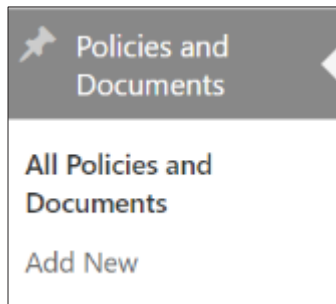 Policies and
Documents
All Policies and
Documents
Add New